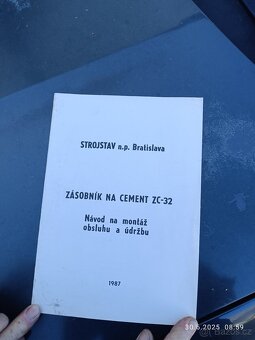 STROJSTAV n.p. Bratislava
ZÁSOBNÍK NA CEMENT ZC-32
Návod na montáž
obsluhu a údržbu
1987
30.5.2025 08:59